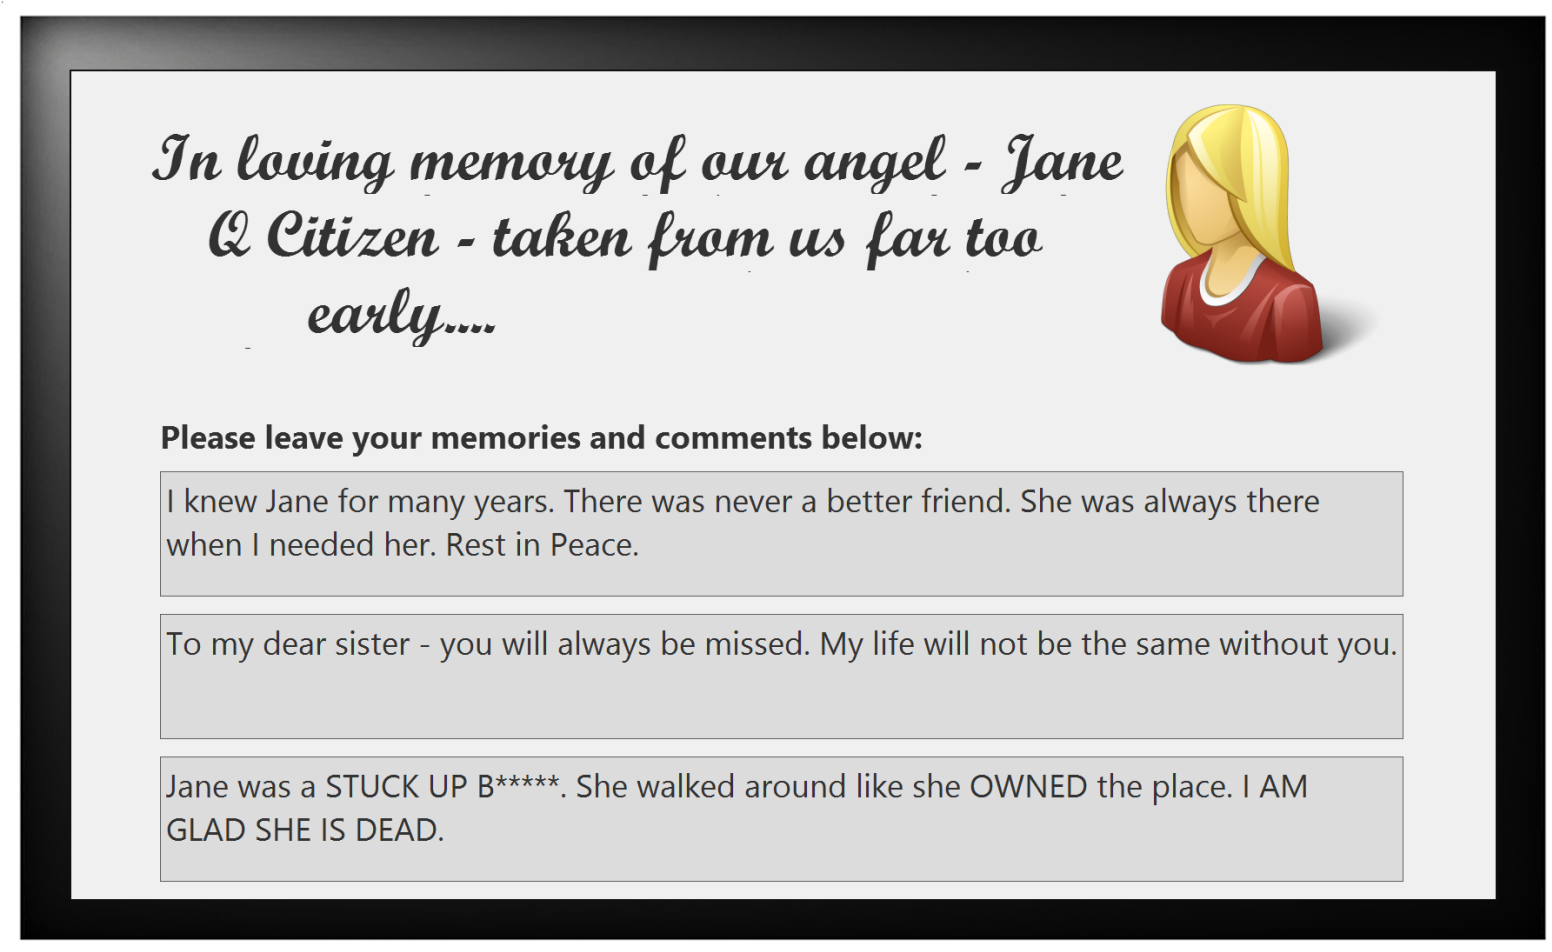 In loving memory of our angel - Jane
Q Citizen - taken from us far too
early....
Please leave your memories and comments below:
I knew Jane for many years. There was never a better friend. She was always there
when I needed her. Rest in Peace.
To my dear sister - you will always be missed. My life will not be the same without you.
Jane was a STUCK UP B*****. She walked around like she OWNED the place. I AM
GLAD SHE IS DEAD.